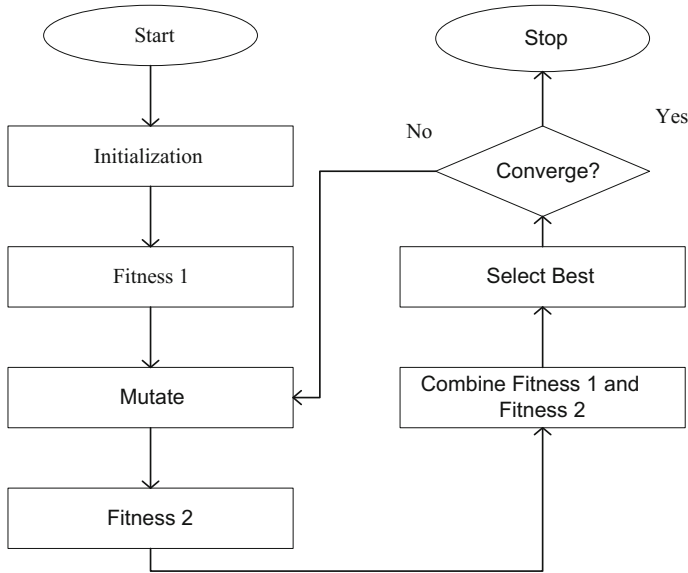 Start
Initialization
Fitness 1
Mutate
Fitness 2
Stop
Yes
No
Converge?
Select Best
Combine Fitness 1 and
Fitness 2